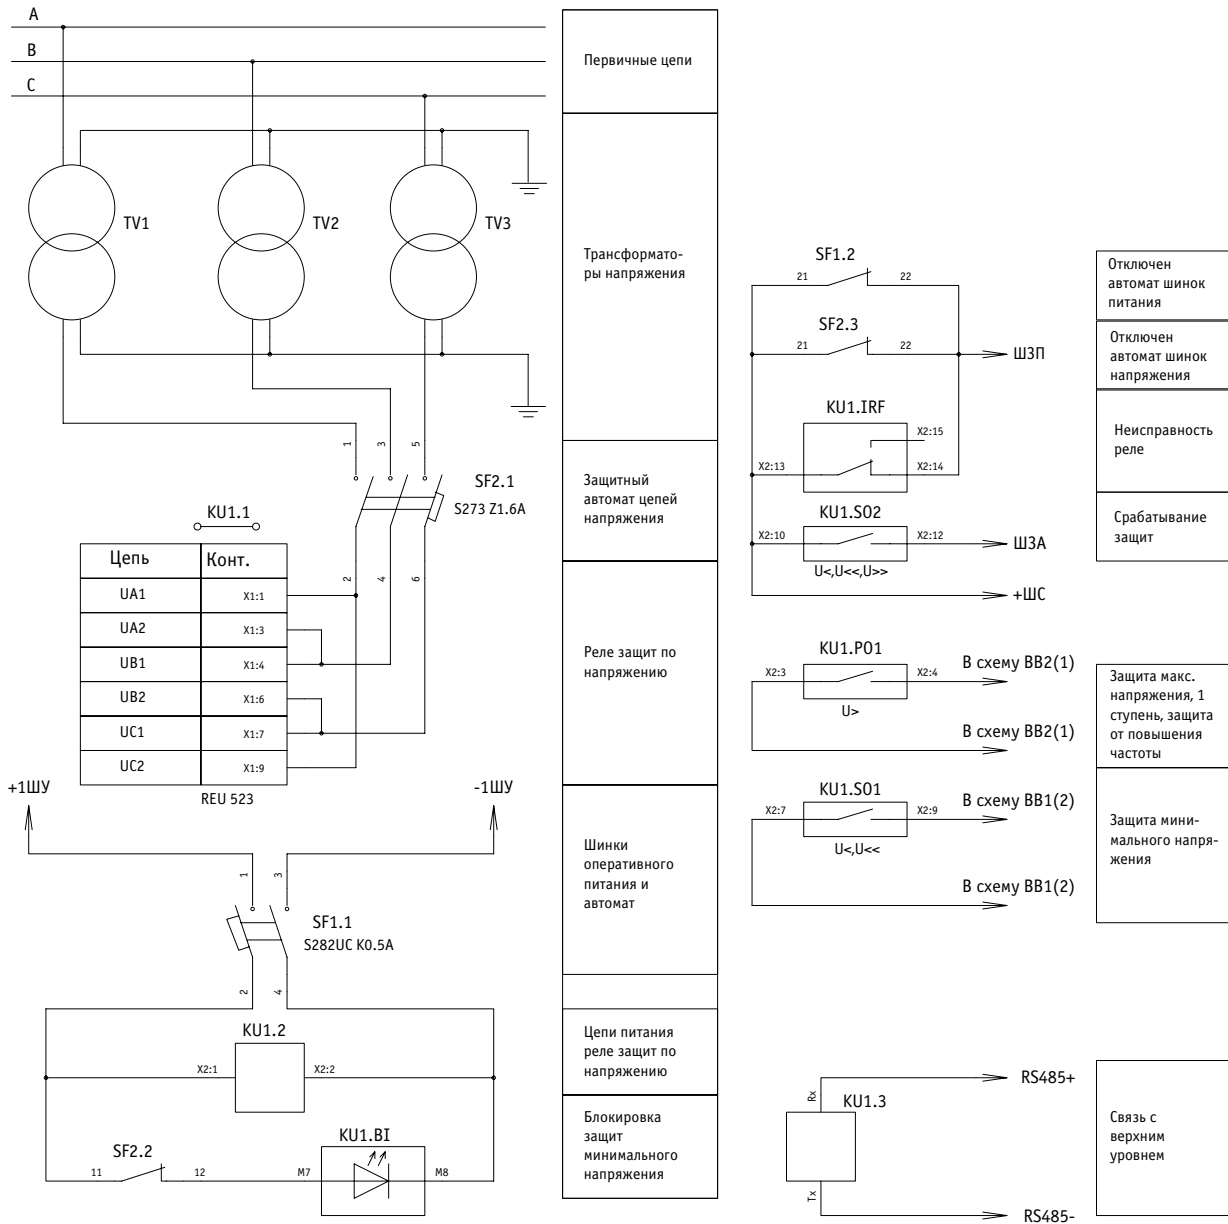 A
B
C
TV1
TV2
TV3
1
3
5
SF2.1
S273 Z1.6A
2
4
6
KU1.1
Цепь
Конт.
UA1
X1:1
UA2
X1:3
UB1
X1:4
UB2
X1:6
UC1
X1:7
UC2
X1:9
REU 523
+1ШУ
-1ШУ
1
3
SF1.1
S282UC K0.5A
2
4
KU1.2
X2:1
X2:2
SF2.2
11
12
KU1.BI
M7
M8
Первичные цепи
Трансформато-
ры напряжения
Защитный
автомат цепей
напряжения
Реле защит по
напряжению
Шинки
оперативного
питания и
автомат
Цепи питания
реле защит по
напряжению
Блокировка
защит
минимального
напряжения
SF1.2
21
22
SF2.3
21
22
ШЗП
KU1.IRF
X2:15
X2:13
X2:14
KU1.SO2
X2:10
X2:12
ШЗА
U<,U<<,U>>
+ШС
KU1.PO1
X2:3
X2:4
В схему ВВ2(1)
U>
В схему ВВ2(1)
KU1.SO1
X2:7
X2:9
В схему ВВ1(2)
U<,U<<
В схему ВВ1(2)
RS485+
Rx
KU1.3
Tx
RS485-
Отключен
автомат шинок
питания
Отключен
автомат шинок
напряжения
Неисправность
реле
Срабатывание
защит
Защита макс.
напряжения, 1
ступень, защита
от повышения
частоты
Защита мини-
мального напря-
жения
Связь с
верхним
уровнем